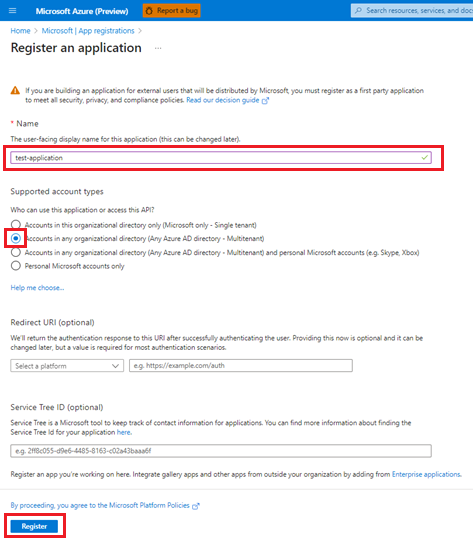 Microsoft Azure (Preview) Report a bug Search resources, services, and doc
Home > Microsoft | App registrations >
Register an application ...
If you are building an application for external users that will be distributed by Microsoft, you must register as a first party application
to meet all security, privacy, and compliance policies. Read our decision guide
* Name
The user-facing display name for this application (this can be changed later).
test-application
Supported account types
Who can use this application or access this API?
Accounts in this organizational directory only (Microsoft only - Single tenant)
Accounts in any organizational directory (Any Azure AD directory - Multitenant)
Accounts in any organizational directory (Any Azure AD directory - Multitenant) and personal Microsoft accounts (e.g. Skype, Xbox)
Personal Microsoft accounts only
Help me choose...
Redirect URI (optional)
We'll return the authentication response to this URI after successfully authenticating the user. Providing this now is optional and it can be
changed later, but a value is required for most authentication scenarios.
Select a platform e.g. https://example.com/auth
Service Tree ID (optional)
Service Tree is a Microsoft tool to keep track of contact information for applications. You can find more information about finding the
Service Tree Id for your application here.
e.g. 2ff8c055-d9e6-4485-8163-c02a43baaa6f
Register an app you're working on here. Integrate gallery apps and other apps from outside your organization by adding from Enterprise applications.
By proceeding, you agree to the Microsoft Platform Policies
Register